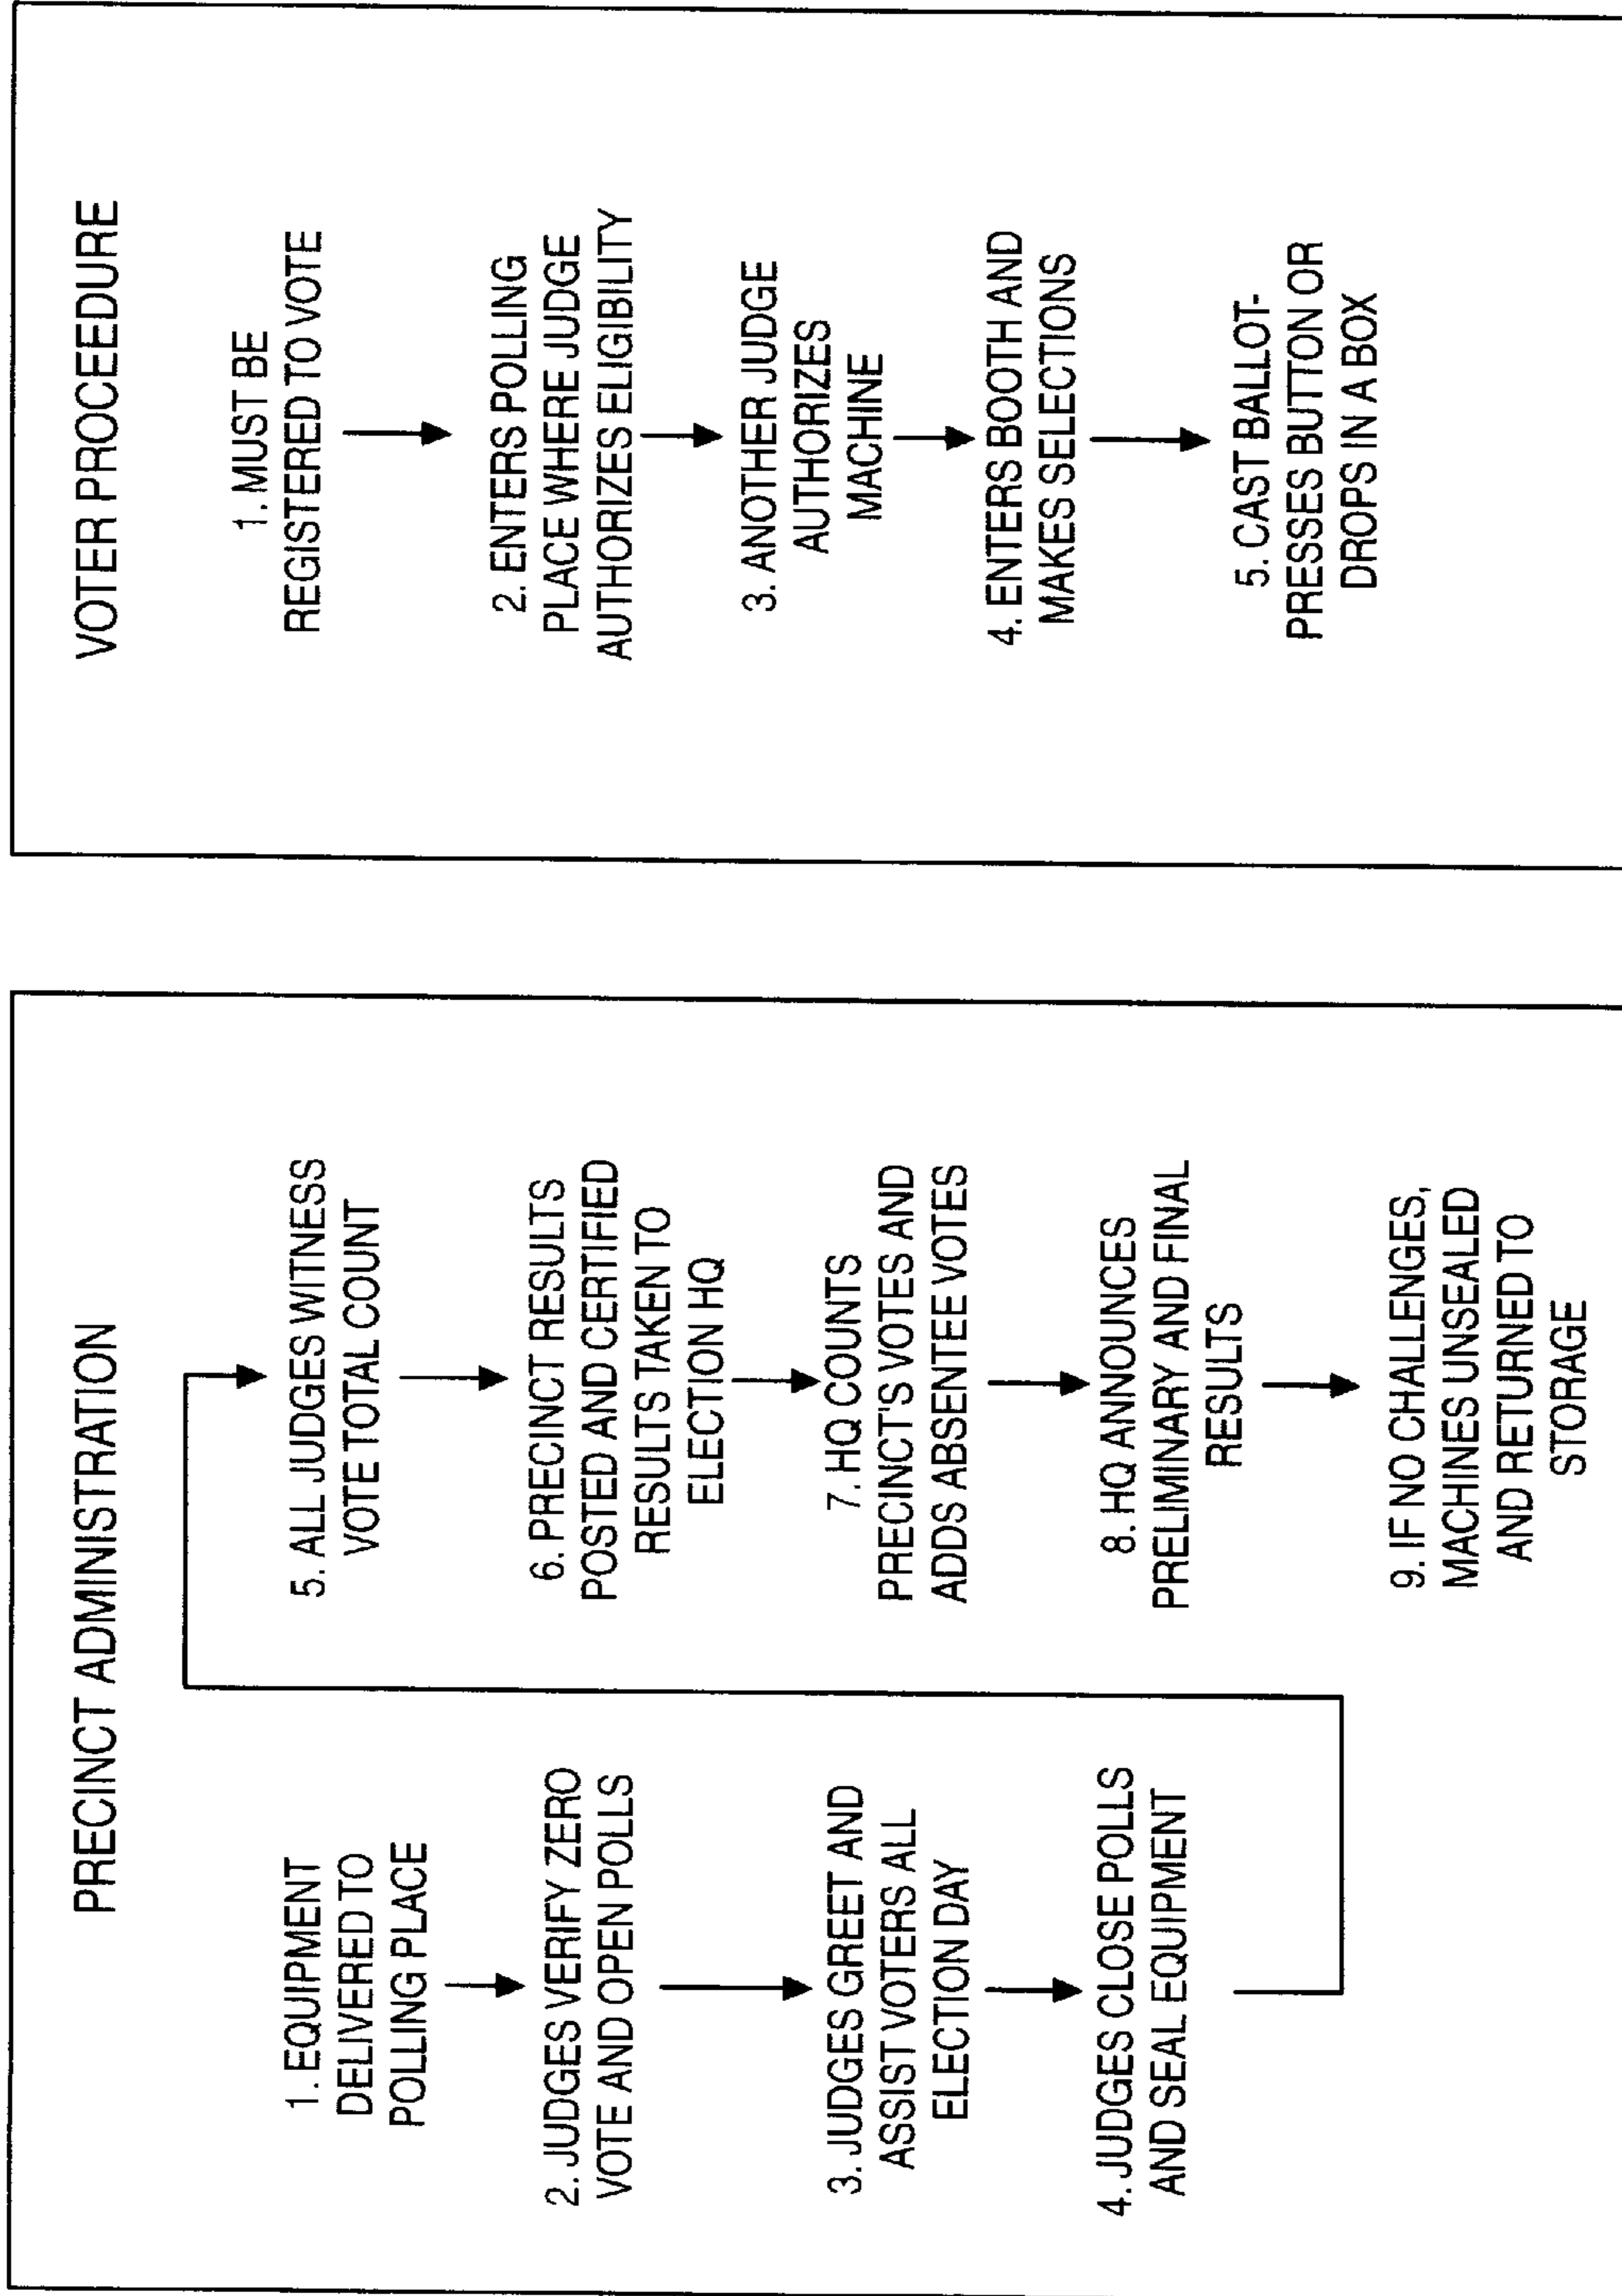 PRECINCT ADMINISTRATION
1. EQUIPMENT
DELIVERED TO
POLLING PLACE
2. JUDGES VERIFY ZERO
VOTE AND OPEN POLLS
3. JUDGES GREET AND
ASSIST VOTERS ALL
ELECTION DAY
4. JUDGES CLOSE POLLS
AND SEAL EQUIPMENT
5. ALL JUDGES WITNESS
VOTE TOTAL COUNT
6. PRECINCT RESULTS
POSTED AND CERTIFIED
RESULTS TAKEN TO
ELECTION HQ
7. HQ COUNTS
PRECINCT'S VOTES AND
ADDS ABSENTEE VOTES
8. HQ ANNOUNCES
PRELIMINARY AND FINAL
RESULTS
9. IF NO CHALLENGES,
MACHINES UNSEALED
AND RETURNED TO
STORAGE
VOTER PROCEEDURE
1. MUST BE
REGISTERED TO VOTE
2. ENTERS POLLING
PLACE WHERE JUDGE
AUTHORIZES ELIGIBILITY
3. ANOTHER JUDGE
AUTHORIZES
MACHINE
4. ENTERS BOOTH AND
MAKES SELECTIONS
5. CAST BALLOT-
PRESSES BUTTON OR
DROPS IN A BOX